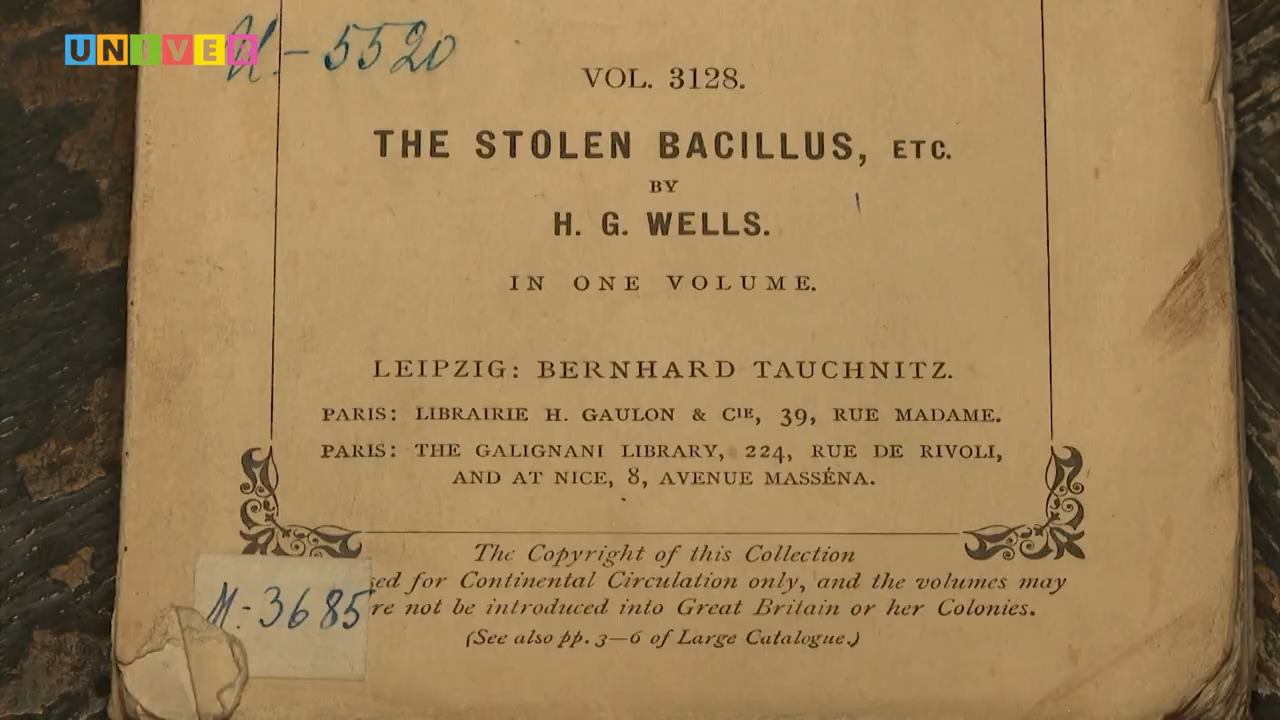 UNIVER
И-5520
VOL. 3128.
THE STOLEN BACILLUS, ETC.
BY
H. G. WELLS.
IN ONE VOLUME.
LEIPZIG: BERNHARD TAUCHNITZ.
PARIS: LIBRAIRIE H. GAULON & CIE, 39, RUE MADAME.
PARIS: THE GALIGNANI LIBRARY, 224, RUE DE RIVOLI,
AND AT NICE, 8, AVENUE MASSÉNA.
The Copyright of this Collection
for Continental Circulation only, and the volumes may
not be introduced into Great Britain or her Colonies.
(See also pp. 3—6 of Large Catalogue.)
И-3685